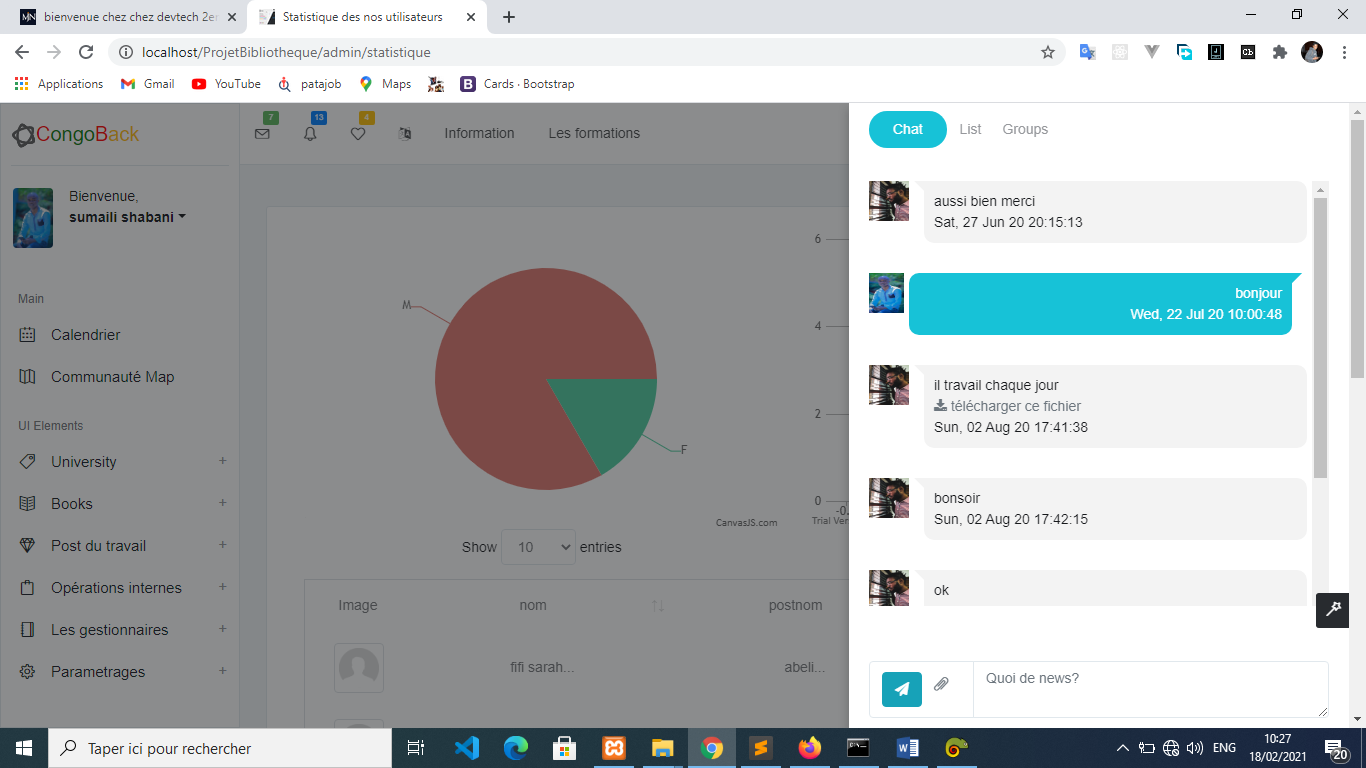 bienvenue chez chez devtech 2er
Statistique des nos utilisateurs
localhost/ProjetBibliotheque/admin/statistique
Applications
Gmail
YouTube
patajob
Maps
Cards · Bootstrap
CongoBack
7
13
4
Information
Les formations
Bienvenue,
sumaili shabani
Main
Calendrier
Communauté Map
UI Elements
University +
Books +
Post du travail +
Opérations internes +
Les gestionnaires +
Parametrages +
M
F
CanvasJS.com
6
4
2
0
-0.
Trial Ver
Show 10 entries
Image nom postnom
fifi sarah... abeli...
Chat List Groups
aussi bien merci
Sat, 27 Jun 20 20:15:13
bonjour
Wed, 22 Jul 20 10:00:48
il travail chaque jour
télécharger ce fichier
Sun, 02 Aug 20 17:41:38
bonsoir
Sun, 02 Aug 20 17:42:15
ok
Quoi de news?
Taper ici pour rechercher
ENG
10:27
18/02/2021
20